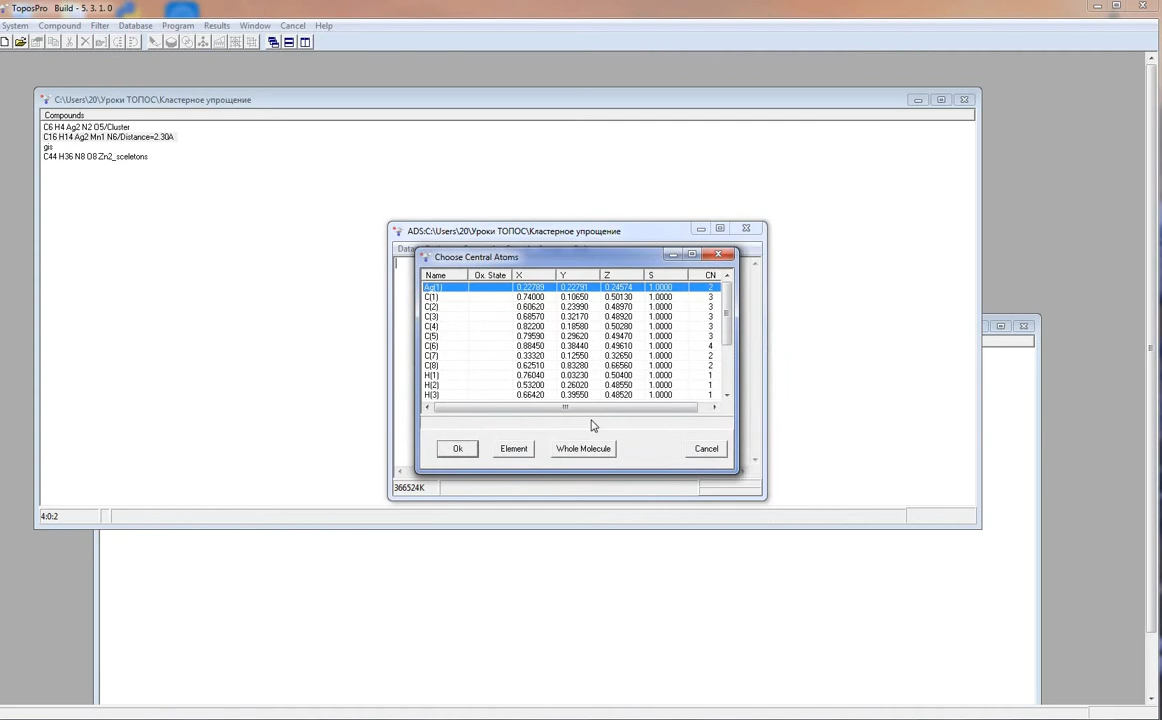 ToposPro Build - 5. 3. 1. 0
System Compound Filter Database Program Results Window Cancel Help
C:\Users\20\Уроки ТОПОС\Кластерное упрощение
Compounds
C6 H4 Ag2 N2 O5/Cluster
C16 H14 Ag2 Mn1 N6/Distance=2.30A
gis
C44 H36 N8 O8 Zn2_sceletons
ADS:C:\Users\20\Уроки ТОПОС\Кластерное упрощение
Data
Choose Central Atoms
Name Ox. State X Y Z S CN
Ag(1) 0.22789 0.22791 0.24574 1.0000 2
C(1) 0.74000 0.10650 0.50130 1.0000 3
C(2) 0.60620 0.23990 0.48970 1.0000 3
C(3) 0.68570 0.32170 0.48920 1.0000 3
C(4) 0.82200 0.18580 0.50280 1.0000 3
C(5) 0.79590 0.29620 0.49470 1.0000 3
C(6) 0.88450 0.38440 0.49610 1.0000 4
C(7) 0.33320 0.12550 0.32650 1.0000 2
C(8) 0.62510 0.83280 0.66560 1.0000 2
H(1) 0.76040 0.03230 0.50400 1.0000 1
H(2) 0.53200 0.26020 0.48550 1.0000 1
H(3) 0.66420 0.39550 0.48520 1.0000 1
Ok Element Whole Molecule Cancel
366524K
4:0:2